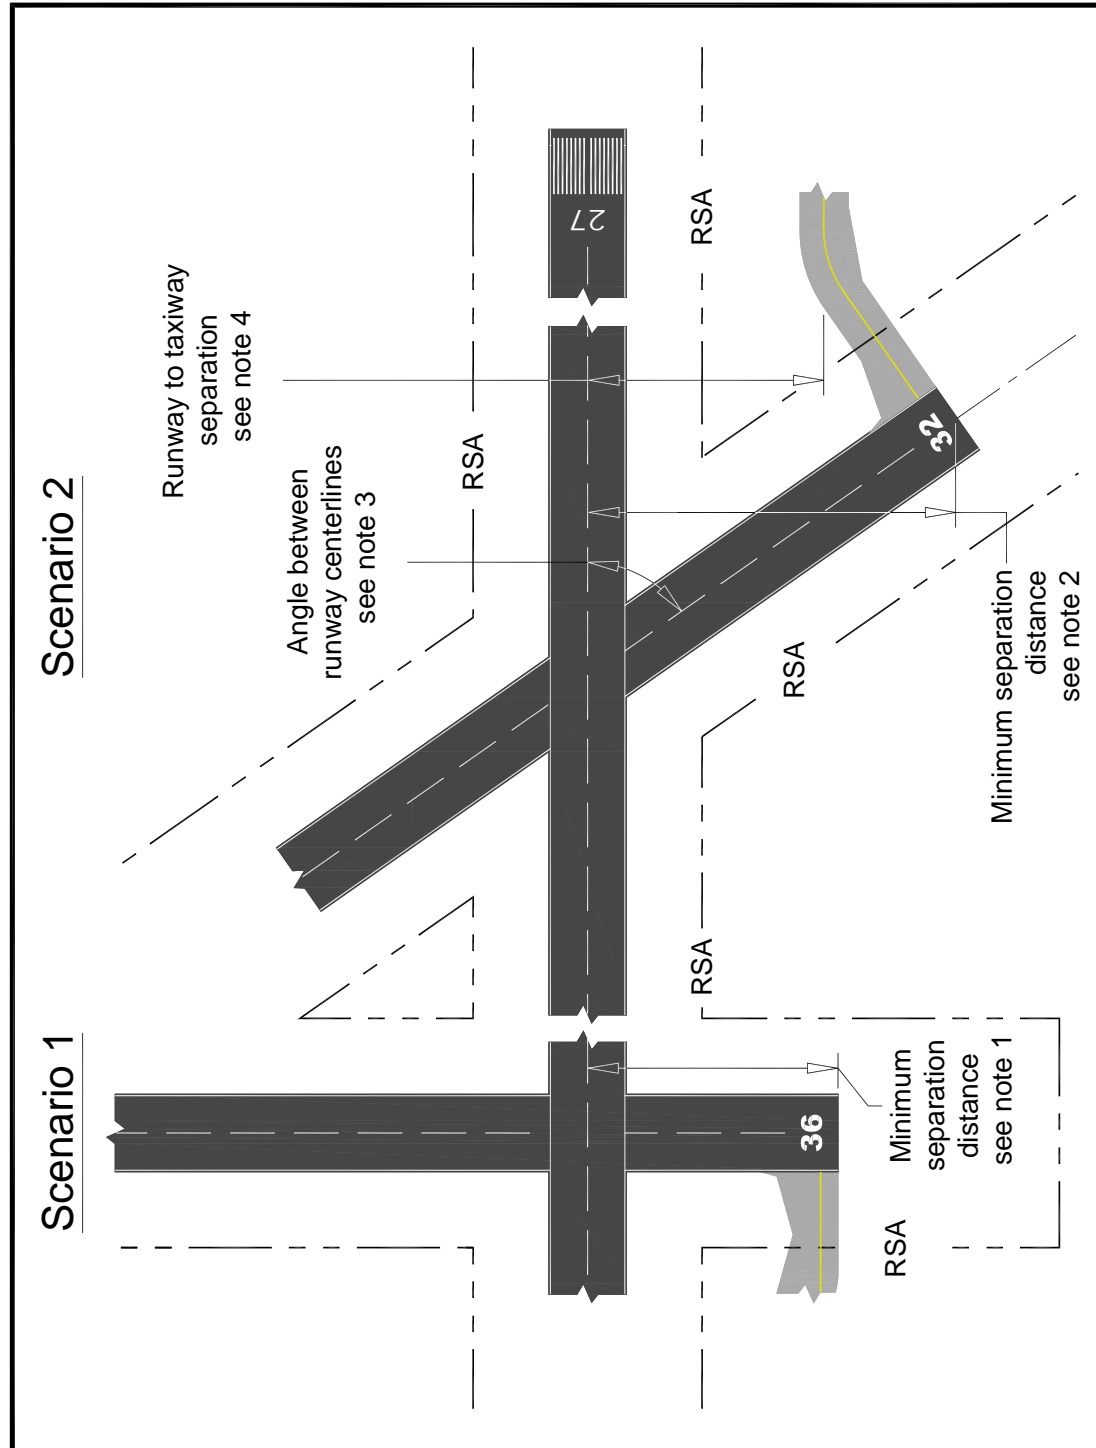 Scenario 1
Scenario 2
Runway to taxiway
separation
see note 4
Angle between
runway centerlines
see note 3
RSA
RSA
27
32
36
RSA
RSA
RSA
Minimum
separation
distance
see note 1
Minimum separation
distance
see note 2